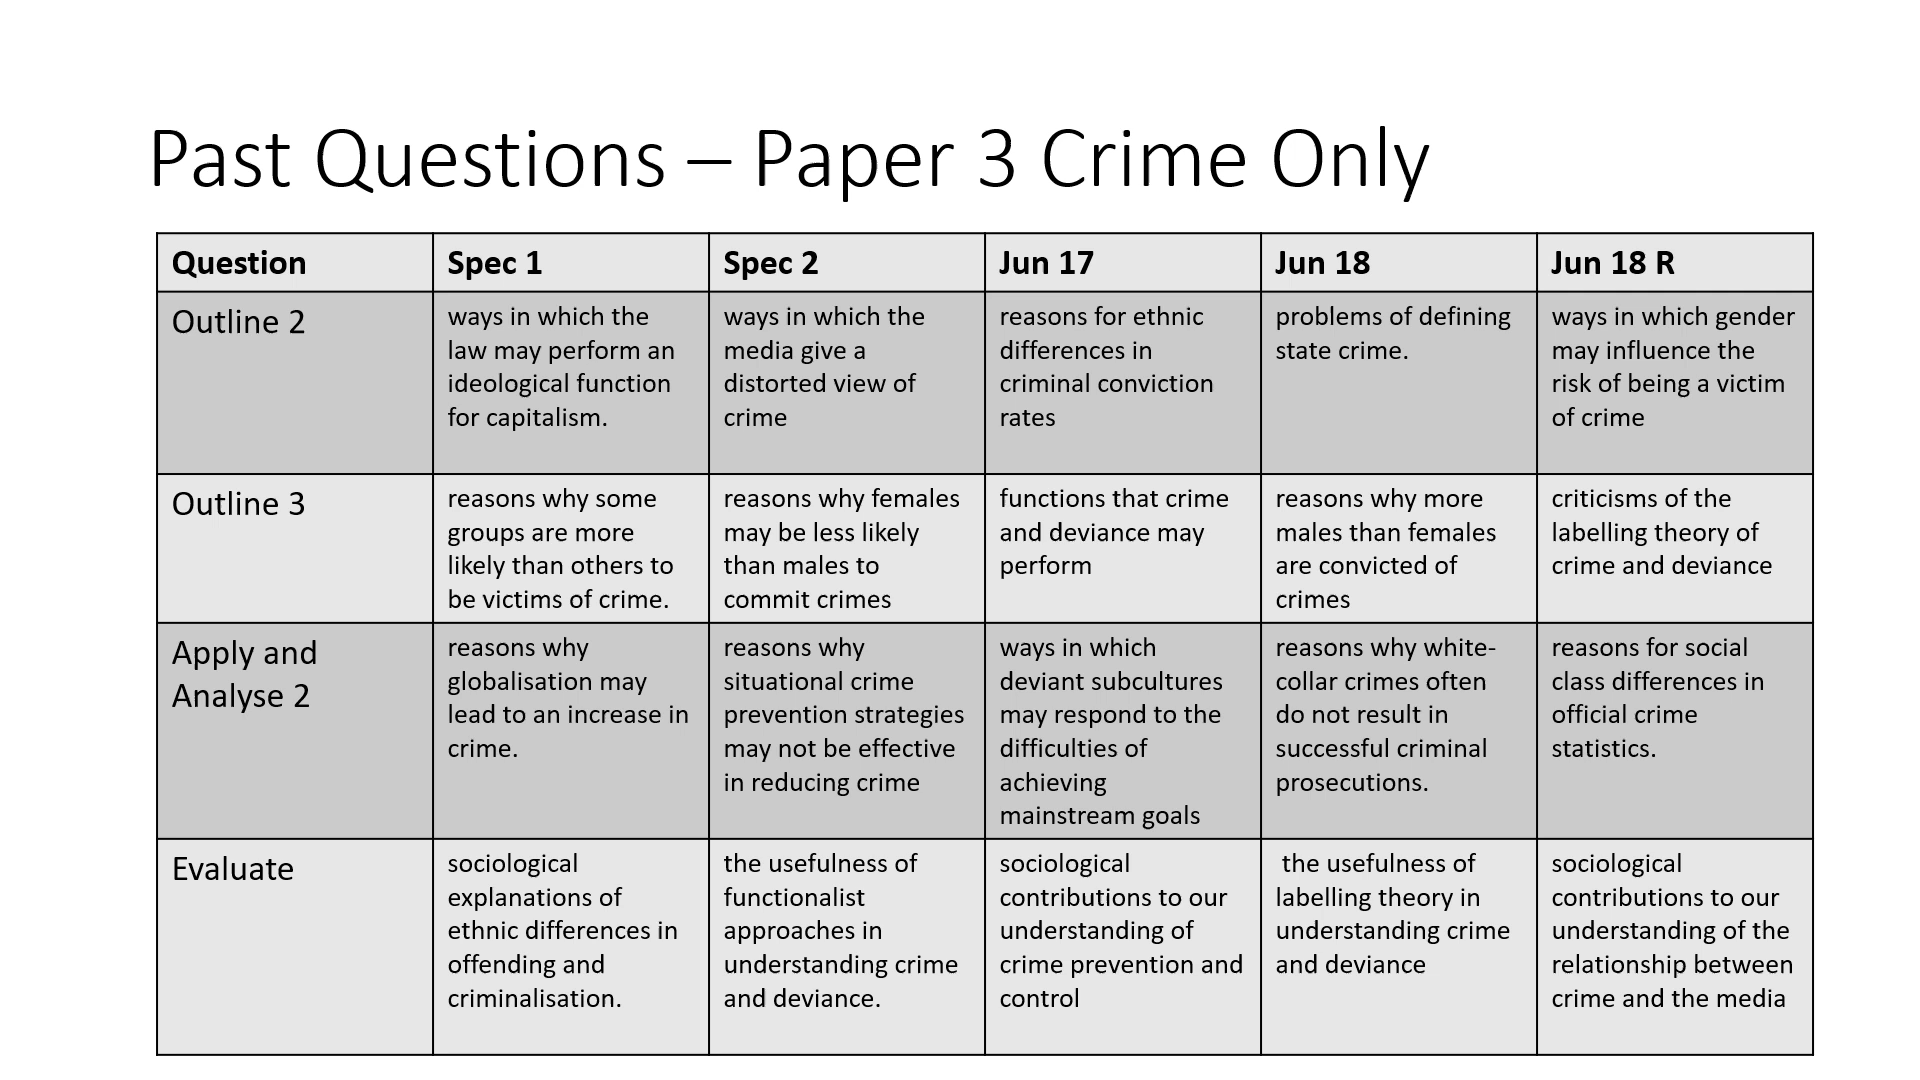 Past Questions – Paper 3 Crime Only
Question
Spec 1
Spec 2
Jun 17
Jun 18
Jun 18 R
Outline 2
ways in which the
law may perform an
ideological function
for capitalism.
ways in which the
media give a
distorted view of
crime
reasons for ethnic
differences in
criminal conviction
rates
problems of defining
state crime.
ways in which gender
may influence the
risk of being a victim
of crime
Outline 3
reasons why some
groups are more
likely than others to
be victims of crime.
reasons why females
may be less likely
than males to
commit crimes
functions that crime
and deviance may
perform
reasons why more
males than females
are convicted of
crimes
criticisms of the
labelling theory of
crime and deviance
Apply and
Analyse 2
reasons why
globalisation may
lead to an increase in
crime.
reasons why
situational crime
prevention strategies
may not be effective
in reducing crime
ways in which
deviant subcultures
may respond to the
difficulties of
achieving
mainstream goals
reasons why white-
collar crimes often
do not result in
successful criminal
prosecutions.
reasons for social
class differences in
official crime
statistics.
Evaluate
sociological
explanations of
ethnic differences in
offending and
criminalisation.
the usefulness of
functionalist
approaches in
understanding crime
and deviance.
sociological
contributions to our
understanding of
crime prevention and
control
the usefulness of
labelling theory in
understanding crime
and deviance
sociological
contributions to our
understanding of the
relationship between
crime and the media